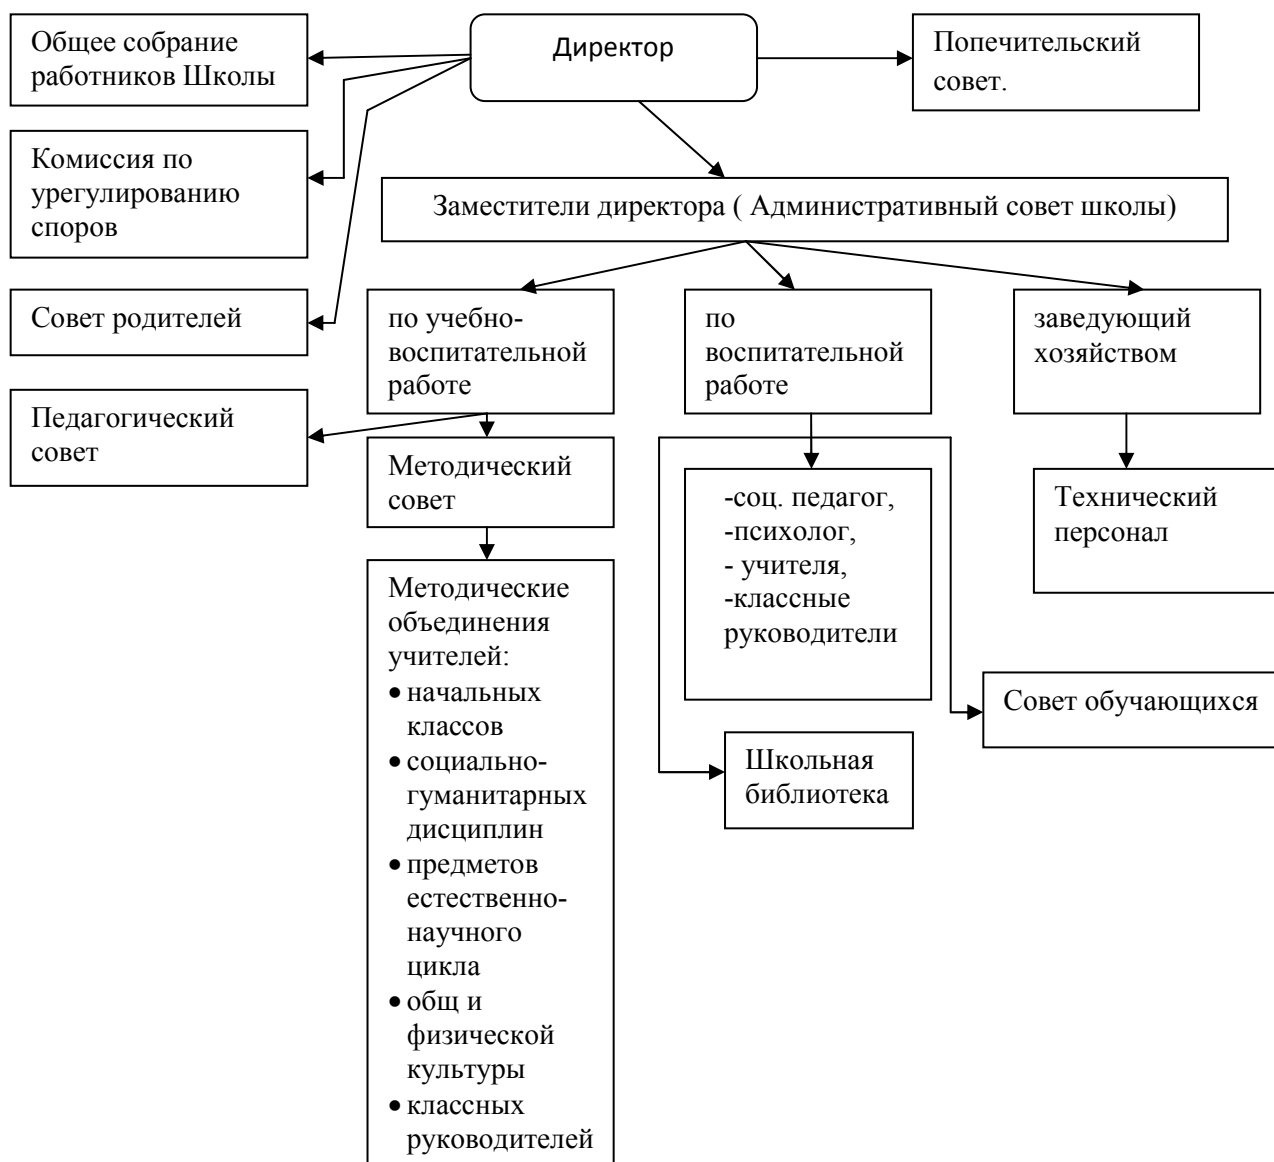 Директор
Общее собрание
работников Школы
Попечительский
совет.
Комиссия по
урегулированию
споров
Заместители директора ( Административный совет школы)
Совет родителей
по учебно-
воспитательной
работе
по
воспитательной
работе
заведующий
хозяйством
Педагогический
совет
Методический
совет
-соц. педагог,
-психолог,
- учителя,
-классные
руководители
Технический
персонал
Методические
объединения
учителей:
• начальных
классов
• социально-
гуманитарных
дисциплин
• предметов
естественно-
научного
цикла
• общ и
физической
культуры
• классных
руководителей
Совет обучающихся
Школьная
библиотека